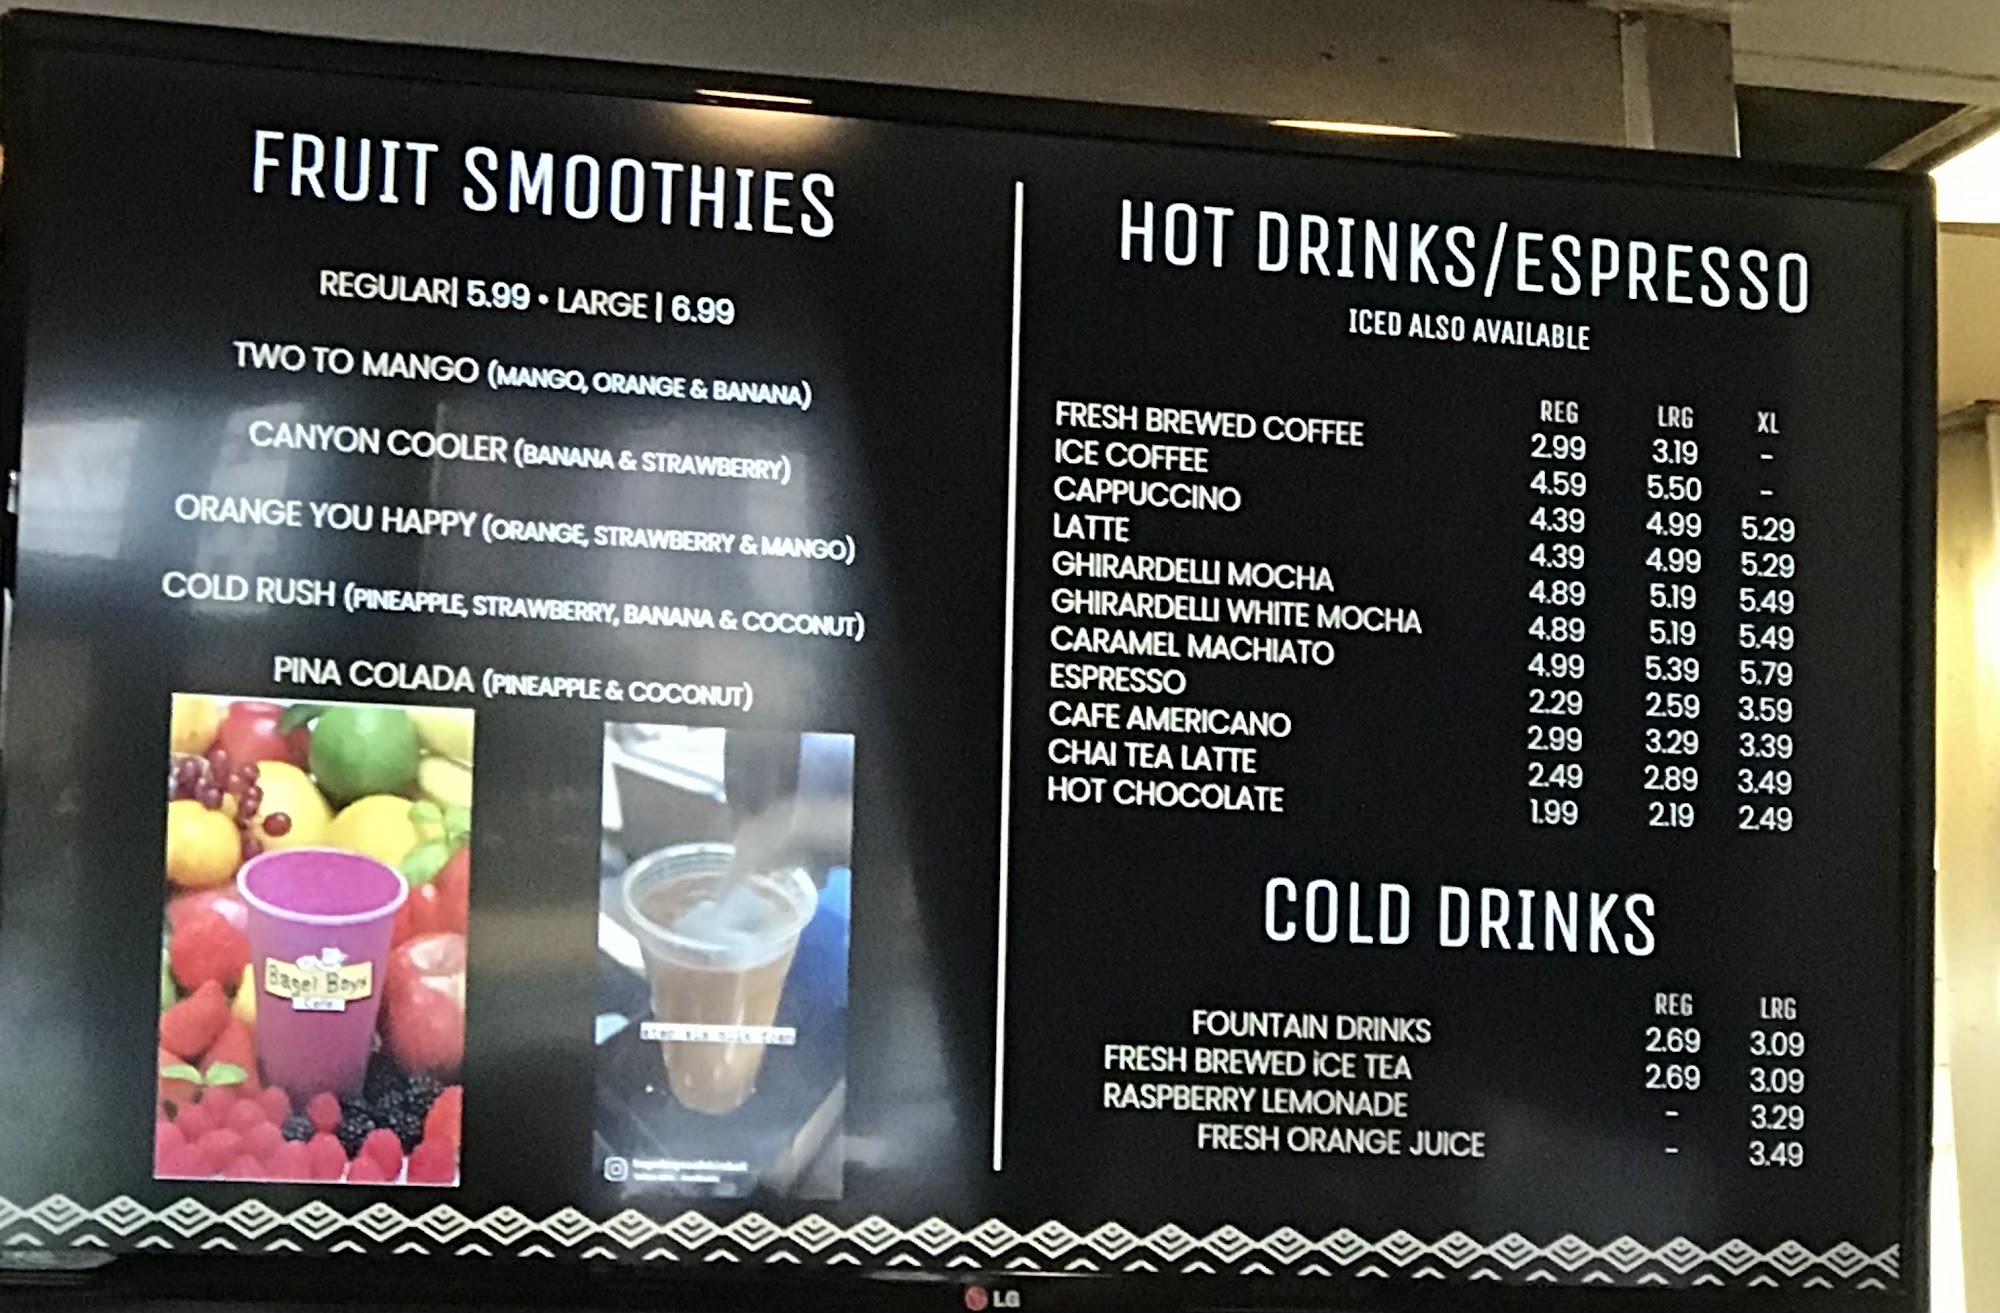 FRUIT SMOOTHIES
REGULAR| 5.99 • LARGE | 6.99
TWO TO MANGO (MANGO, ORANGE & BANANA)
CANYON COOLER (BANANA & STRAWBERRY)
ORANGE YOU HAPPY (ORANGE, STRAWBERRY & MANGO)
COLD RUSH (PINEAPPLE, STRAWBERRY, BANANA & COCONUT)
PINA COLADA (PINEAPPLE & COCONUT)
Bagel Boys
Cafe
HOT DRINKS/ESPRESSO
ICED ALSO AVAILABLE
REG LRG XL
FRESH BREWED COFFEE 2.99 3.19 -
ICE COFFEE 4.59 5.50 -
CAPPUCCINO 4.39 4.99 5.29
LATTE 4.39 4.99 5.29
GHIRARDELLI MOCHA 4.89 5.19 5.49
GHIRARDELLI WHITE MOCHA 4.89 5.19 5.49
CARAMEL MACHIATO 4.99 5.39 5.79
ESPRESSO 2.29 2.59 3.59
CAFE AMERICANO 2.99 3.29 3.39
CHAI TEA LATTE 2.49 2.89 3.49
HOT CHOCOLATE 1.99 2.19 2.49
COLD DRINKS
REG LRG
FOUNTAIN DRINKS 2.69 3.09
FRESH BREWED iCE TEA 2.69 3.09
RASPBERRY LEMONADE - 3.29
FRESH ORANGE JUICE - 3.49
LG